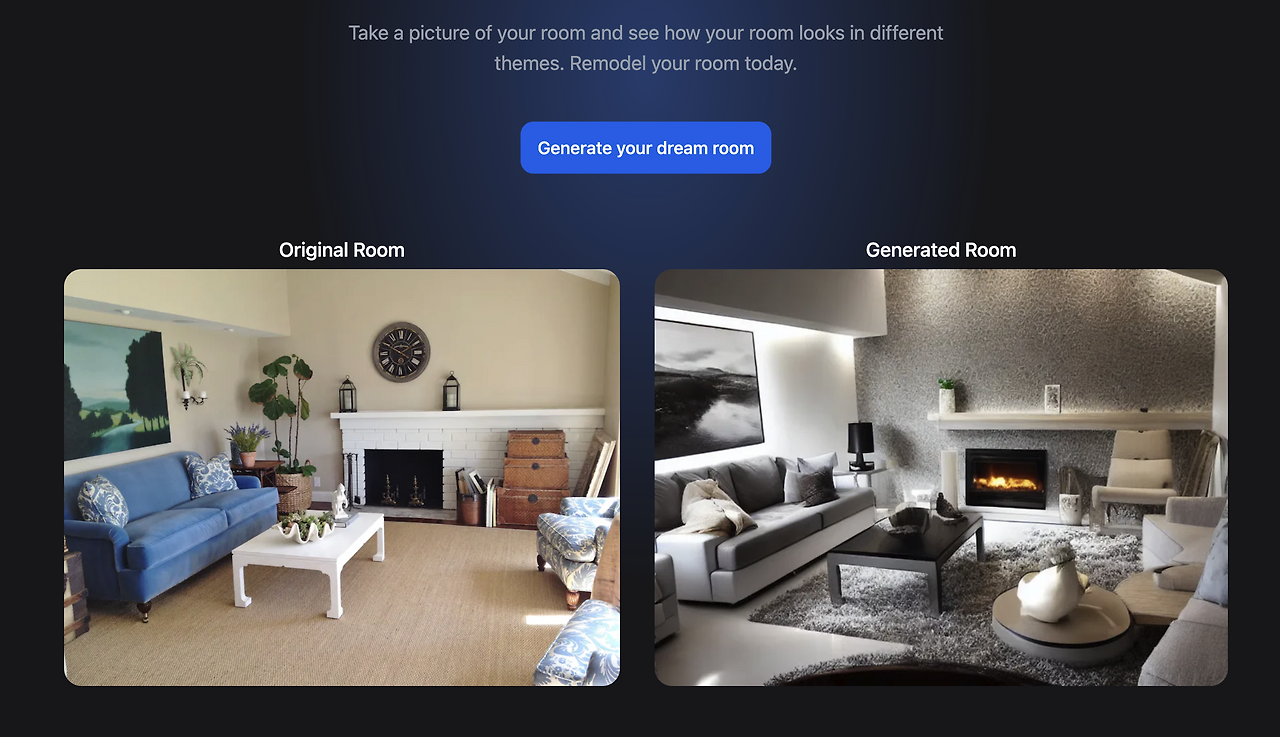 Take a picture of your room and see how your room looks in different
themes. Remodel your room today.
Generate your dream room
Original Room
Generated Room